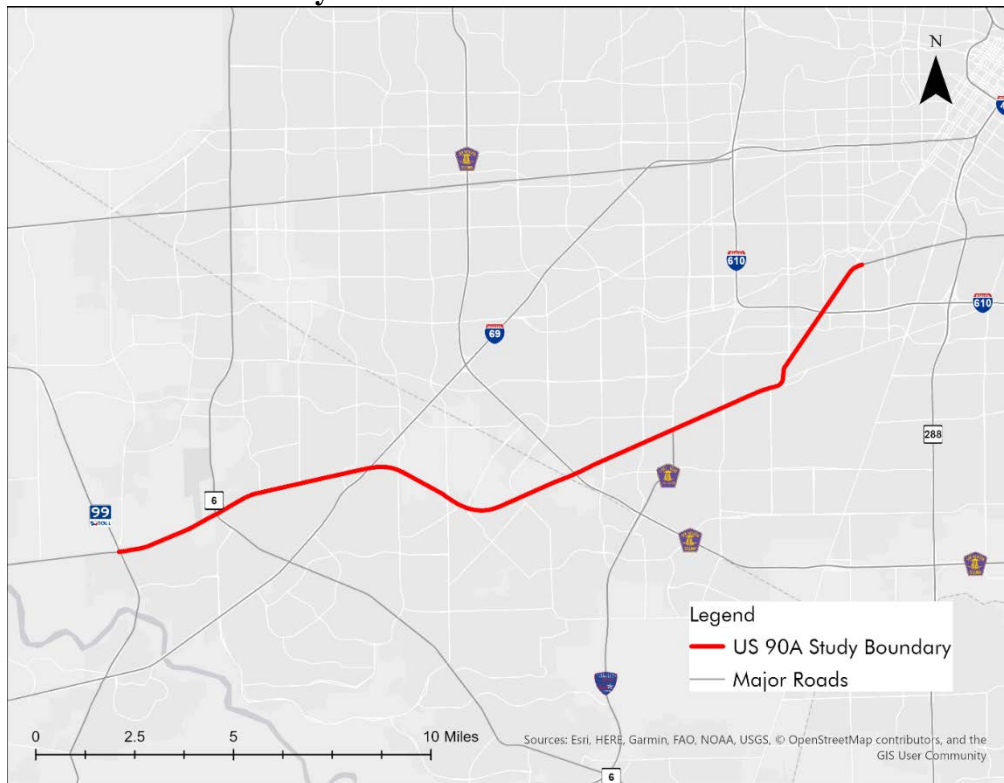 N
610
610
69
288
6
99
TOLL
Legend
US 90A Study Boundary
Major Roads
0 2.5 5 10 Miles
Sources: Esri, HERE, Garmin, FAO, NOAA, USGS, © OpenStreetMap contributors, and the
GIS User Community
6